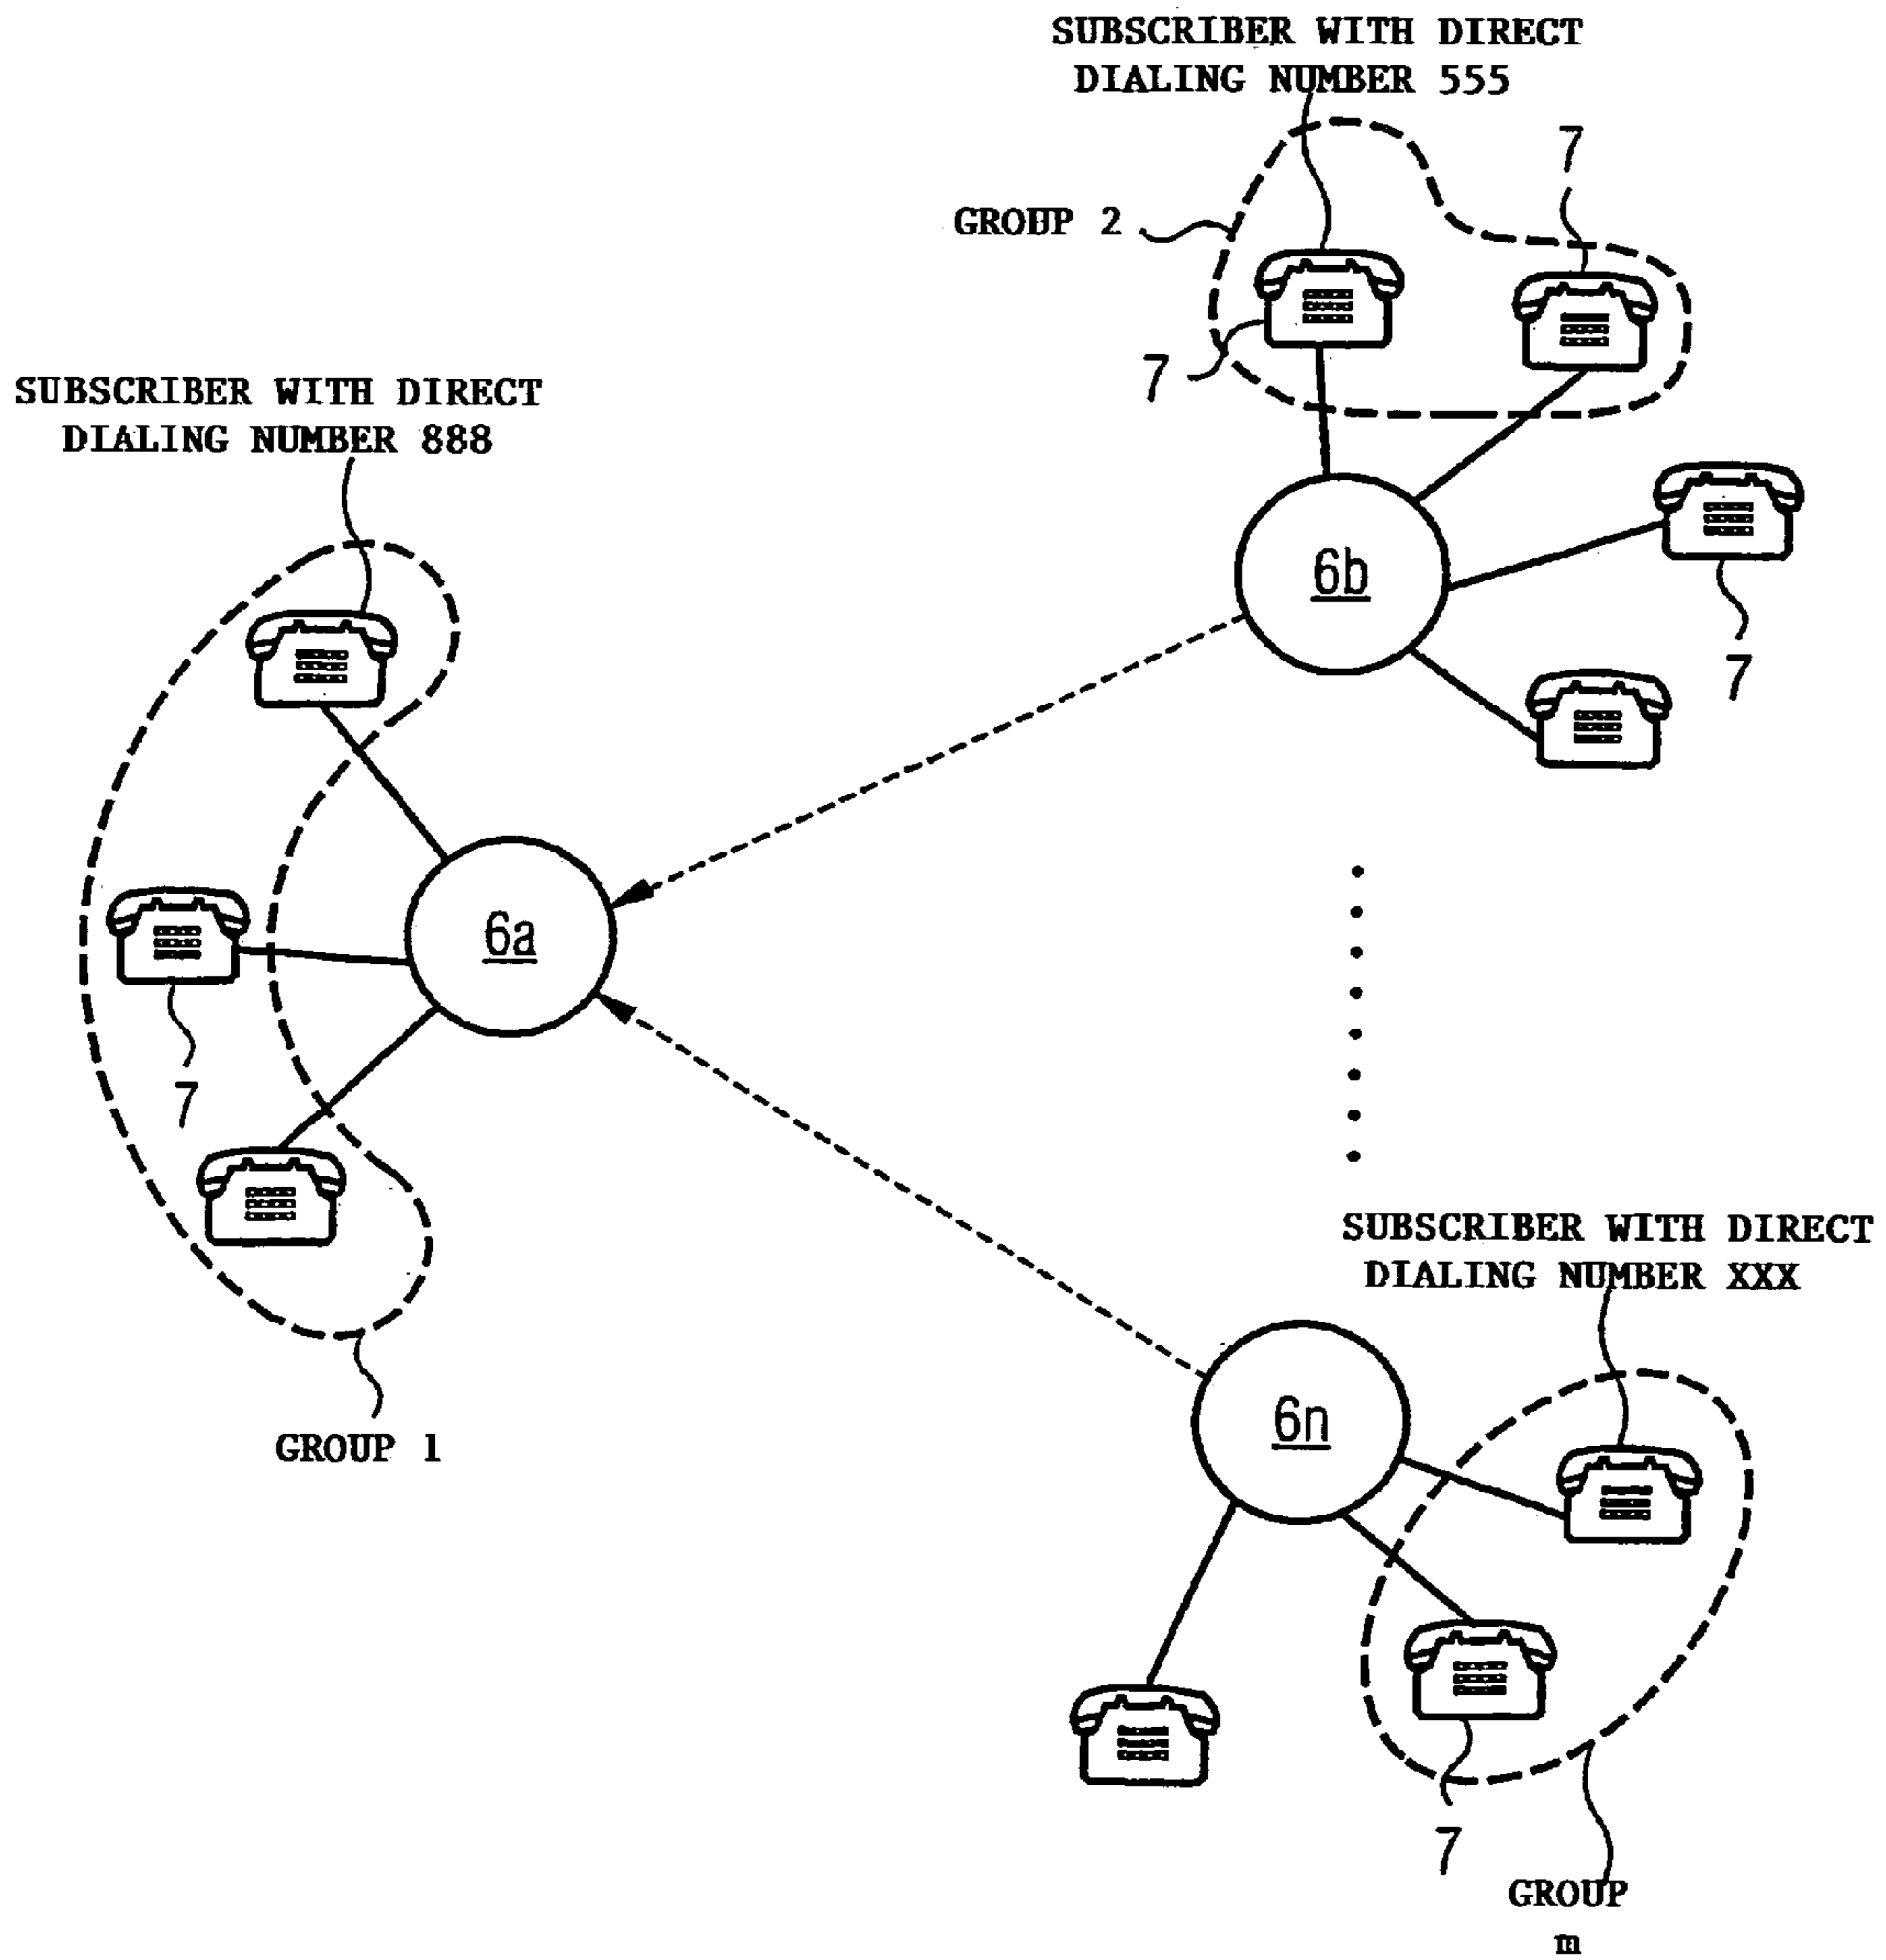 SUBSCRIBER WITH DIRECT
DIALING NUMBER 555
7
GROUP 2
7
SUBSCRIBER WITH DIRECT
DIALING NUMBER 888
6b
7
6a
7
SUBSCRIBER WITH DIRECT
DIALING NUMBER XXX
6n
GROUP 1
7
GROUP
m